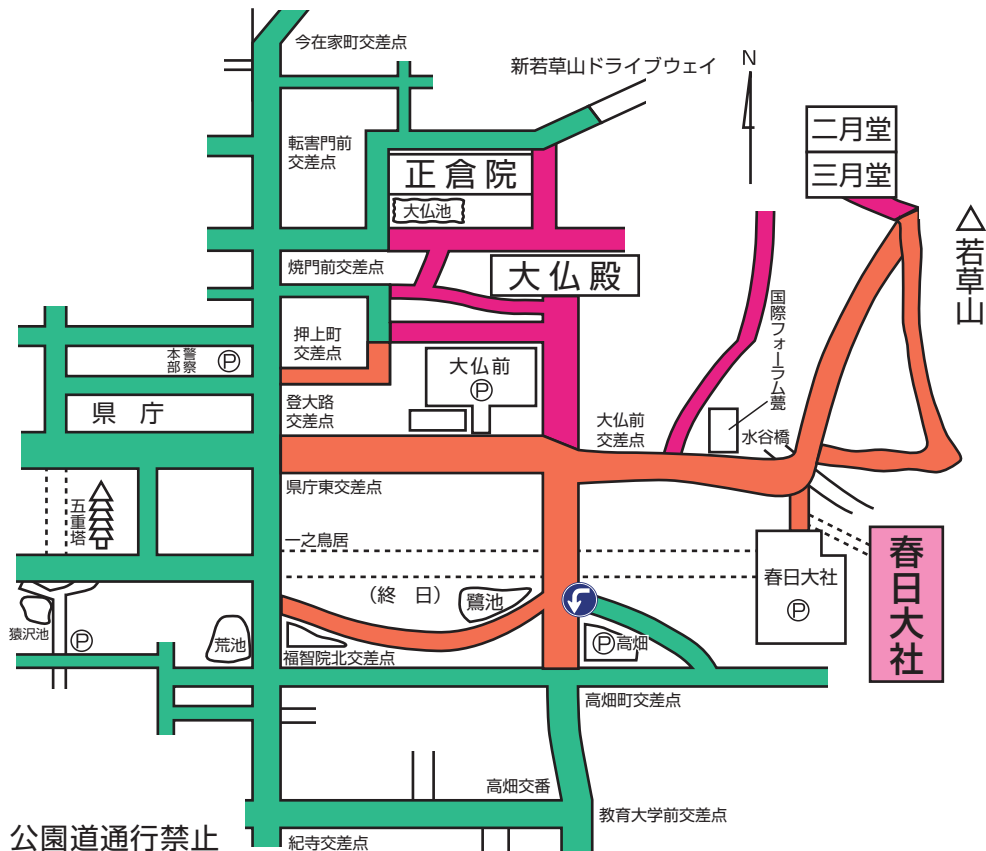 今在家町交差点
新若草山ドライブウェイ
N
二月堂
三月堂
転害門前
交差点
正倉院
大仏池
若草山
焼門前交差点
大仏殿
国際フォーラム甍
押上町
交差点
警察
本部
P
大仏前
P
県庁
登大路
交差点
大仏前
交差点
水谷橋
県庁東交差点
五重塔
一之鳥居
春日大社
春日大社
P
(終 日)
鷺池
猿沢池
P
荒池
福智院北交差点
P高畑
高畑町交差点
高畑交番
教育大学前交差点
公園道通行禁止
紀寺交差点